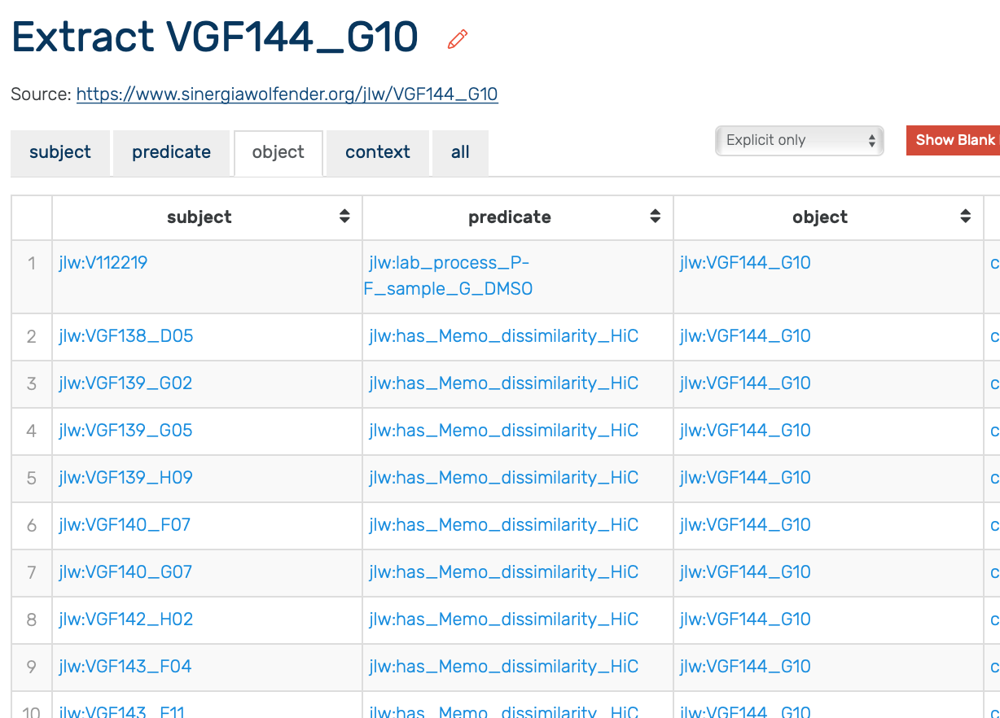 Extract VGF144_G10
Source: https://www.sinergiawolfender.org/jlw/VGF144_G10
subject predicate object context all Explicit only Show Blank
subject predicate object
1 jlw:V112219 jlw:lab_process_P-
F_sample_G_DMSO jlw:VGF144_G10 c
2 jlw:VGF138_D05 jlw:has_Memo_dissimilarity_HiC jlw:VGF144_G10 c
3 jlw:VGF139_G02 jlw:has_Memo_dissimilarity_HiC jlw:VGF144_G10 c
4 jlw:VGF139_G05 jlw:has_Memo_dissimilarity_HiC jlw:VGF144_G10 c
5 jlw:VGF139_H09 jlw:has_Memo_dissimilarity_HiC jlw:VGF144_G10 c
6 jlw:VGF140_F07 jlw:has_Memo_dissimilarity_HiC jlw:VGF144_G10 c
7 jlw:VGF140_G07 jlw:has_Memo_dissimilarity_HiC jlw:VGF144_G10 c
8 jlw:VGF142_H02 jlw:has_Memo_dissimilarity_HiC jlw:VGF144_G10 c
9 jlw:VGF143_F04 jlw:has_Memo_dissimilarity_HiC jlw:VGF144_G10 c
10 jlw:VGF143_F11 jlw:has_Memo_dissimilarity_HiC jlw:VGF144_G10 c